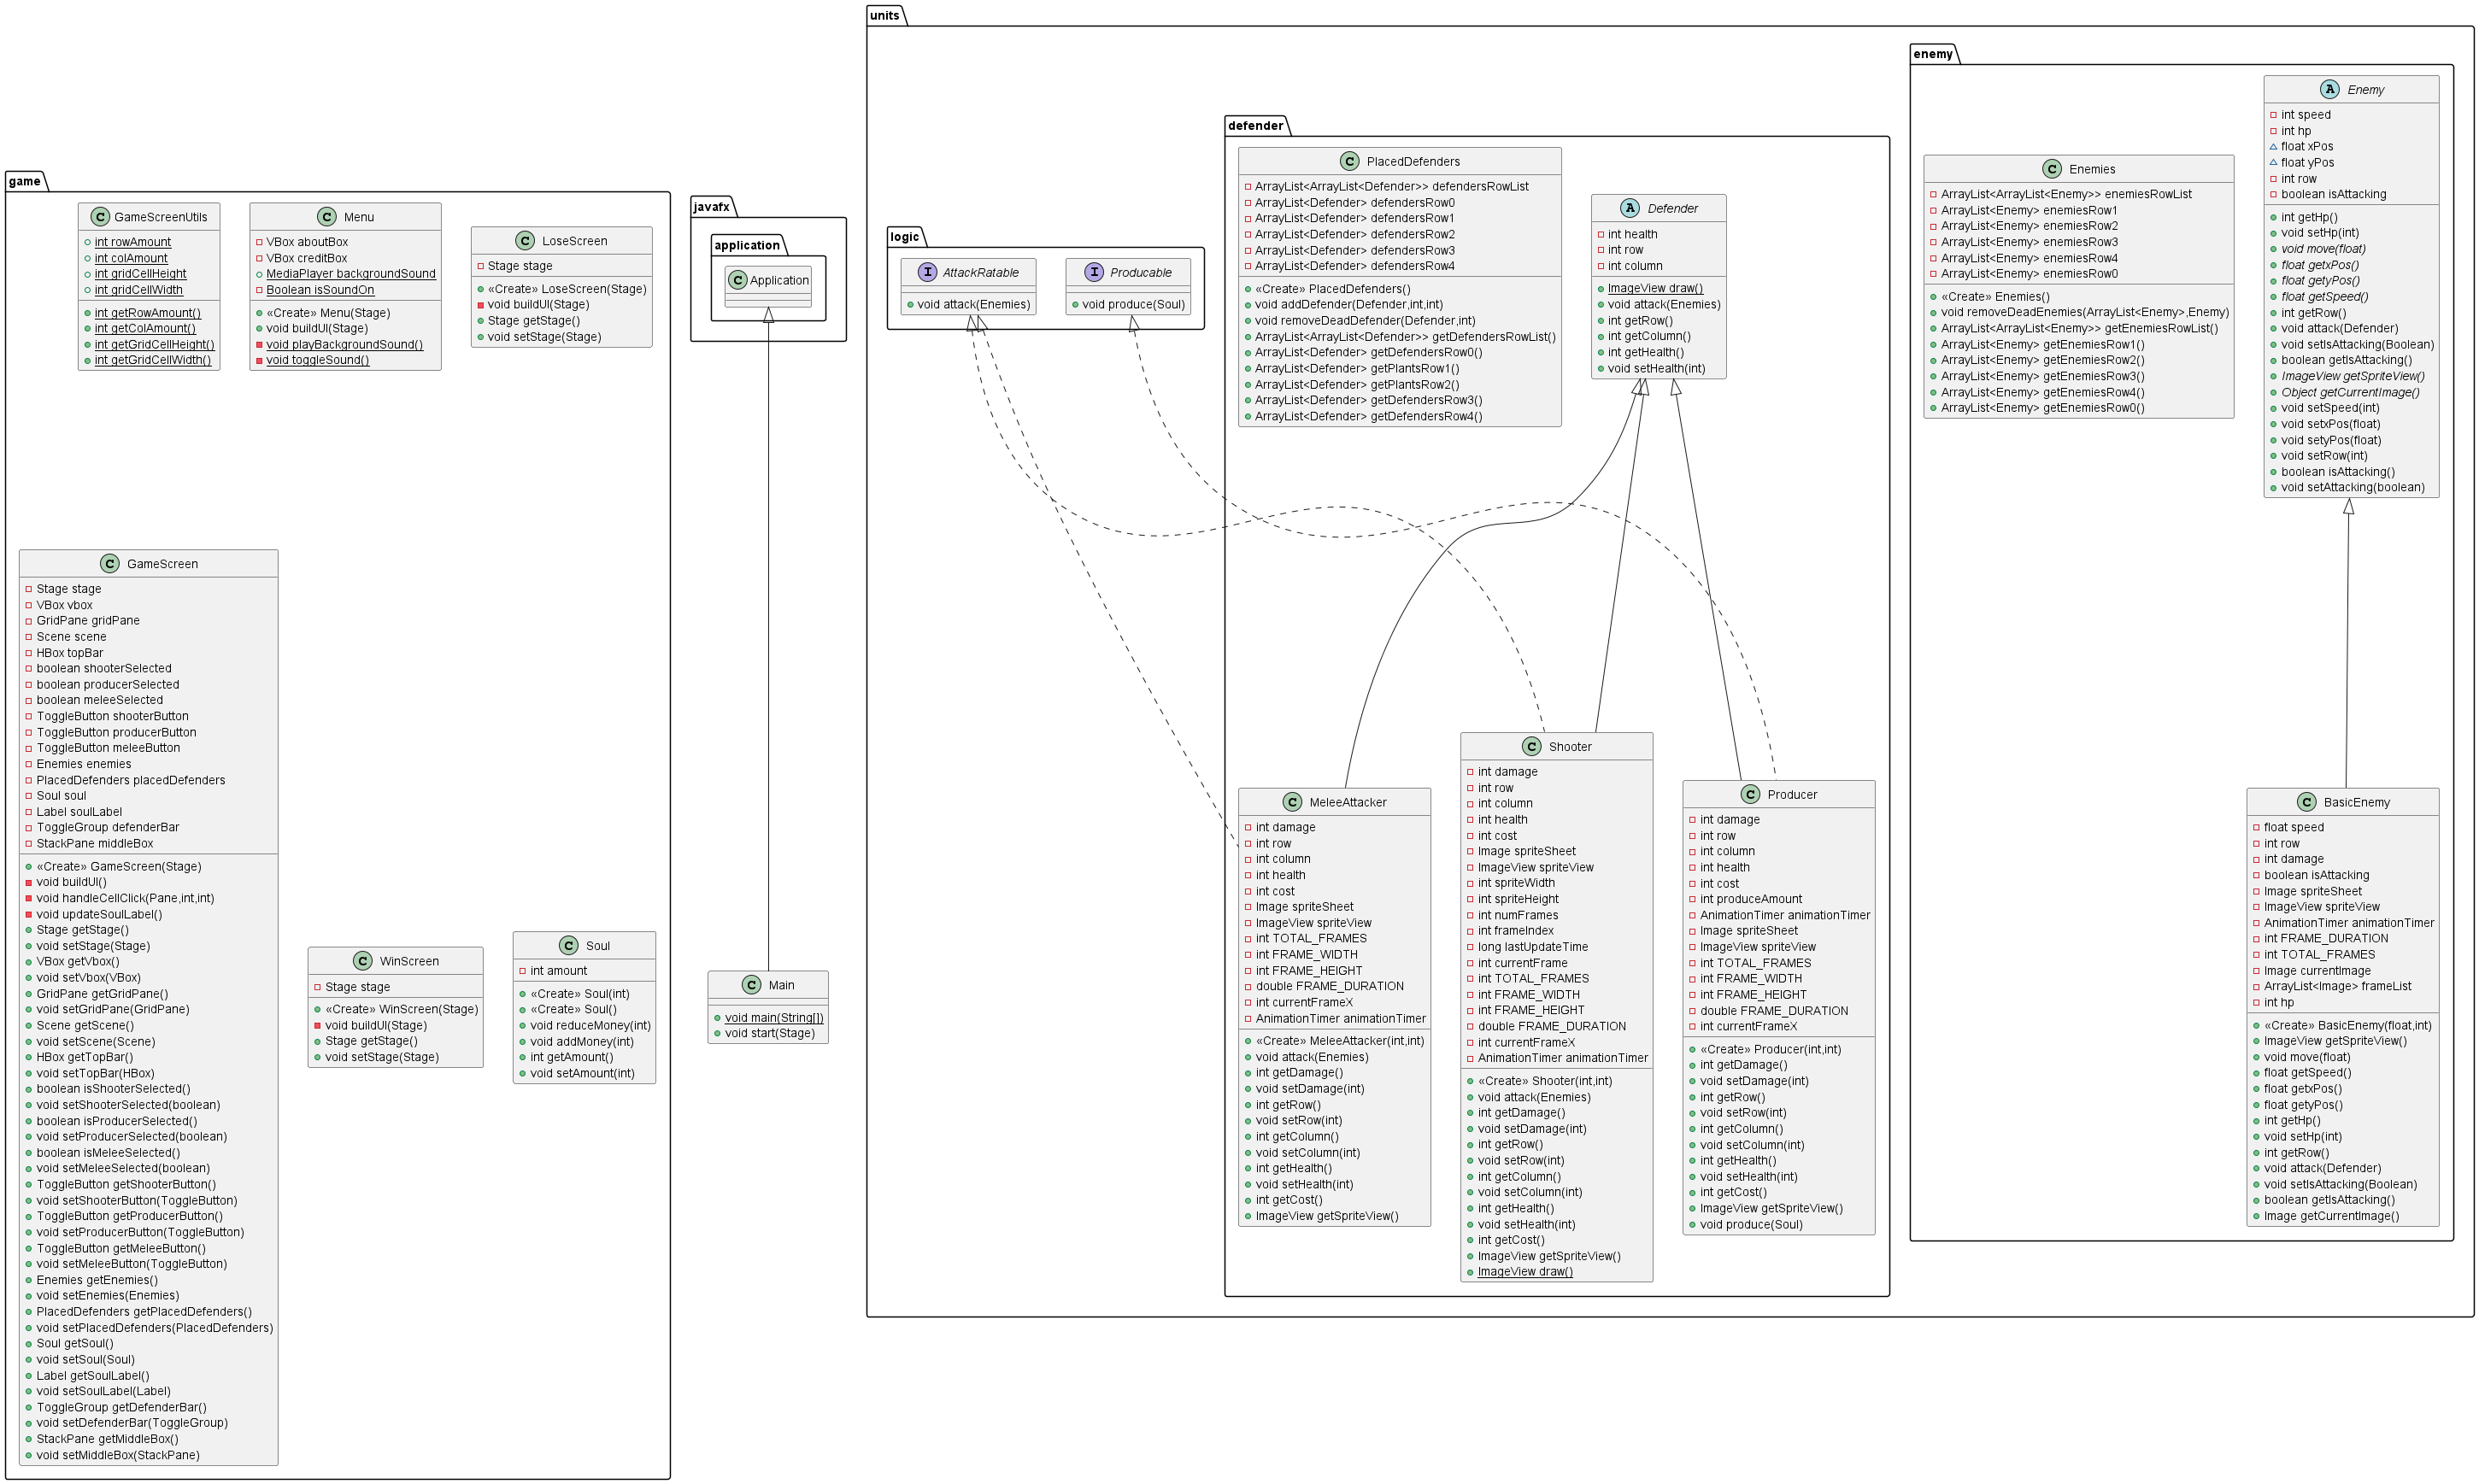 game
GameScreenUtils
int rowAmount
int colAmount
int gridCellHeight
int gridCellWidth
int getRowAmount()
int getColAmount()
int getGridCellHeight()
int getGridCellWidth()
Menu
VBox aboutBox
VBox creditBox
MediaPlayer backgroundSound
Boolean isSoundOn
«Create» Menu(Stage)
void buildUI(Stage)
void playBackgroundSound()
void toggleSound()
LoseScreen
Stage stage
«Create» LoseScreen(Stage)
void buildUI(Stage)
Stage getStage()
void setStage(Stage)
GameScreen
Stage stage
VBox vbox
GridPane gridPane
Scene scene
HBox topBar
boolean shooterSelected
boolean producerSelected
boolean meleeSelected
ToggleButton shooterButton
ToggleButton producerButton
ToggleButton meleeButton
Enemies enemies
PlacedDefenders placedDefenders
Soul soul
Label soulLabel
ToggleGroup defenderBar
StackPane middleBox
«Create» GameScreen(Stage)
void buildUI()
void handleCellClick(Pane,int,int)
void updateSoulLabel()
Stage getStage()
void setStage(Stage)
VBox getVbox()
void setVbox(VBox)
GridPane getGridPane()
void setGridPane(GridPane)
Scene getScene()
void setScene(Scene)
HBox getTopBar()
void setTopBar(HBox)
boolean isShooterSelected()
void setShooterSelected(boolean)
boolean isProducerSelected()
void setProducerSelected(boolean)
boolean isMeleeSelected()
void setMeleeSelected(boolean)
ToggleButton getShooterButton()
void setShooterButton(ToggleButton)
ToggleButton getProducerButton()
void setProducerButton(ToggleButton)
ToggleButton getMeleeButton()
void setMeleeButton(ToggleButton)
Enemies getEnemies()
void setEnemies(Enemies)
PlacedDefenders getPlacedDefenders()
void setPlacedDefenders(PlacedDefenders)
Soul getSoul()
void setSoul(Soul)
Label getSoulLabel()
void setSoulLabel(Label)
ToggleGroup getDefenderBar()
void setDefenderBar(ToggleGroup)
StackPane getMiddleBox()
void setMiddleBox(StackPane)
WinScreen
Stage stage
«Create» WinScreen(Stage)
void buildUI(Stage)
Stage getStage()
void setStage(Stage)
Soul
int amount
«Create» Soul(int)
«Create» Soul()
void reduceMoney(int)
void addMoney(int)
int getAmount()
void setAmount(int)
javafx
application
Application
Main
void main(String[])
void start(Stage)
units
logic
AttackRatable
void attack(Enemies)
Producable
void produce(Soul)
defender
PlacedDefenders
ArrayList<ArrayList<Defender>> defendersRowList
ArrayList<Defender> defendersRow0
ArrayList<Defender> defendersRow1
ArrayList<Defender> defendersRow2
ArrayList<Defender> defendersRow3
ArrayList<Defender> defendersRow4
«Create» PlacedDefenders()
void addDefender(Defender,int,int)
void removeDeadDefender(Defender,int)
ArrayList<ArrayList<Defender>> getDefendersRowList()
ArrayList<Defender> getDefendersRow0()
ArrayList<Defender> getPlantsRow1()
ArrayList<Defender> getPlantsRow2()
ArrayList<Defender> getDefendersRow3()
ArrayList<Defender> getDefendersRow4()
Defender
int health
int row
int column
ImageView draw()
void attack(Enemies)
int getRow()
int getColumn()
int getHealth()
void setHealth(int)
MeleeAttacker
int damage
int row
int column
int health
int cost
Image spriteSheet
ImageView spriteView
int TOTAL_FRAMES
int FRAME_WIDTH
int FRAME_HEIGHT
double FRAME_DURATION
int currentFrameX
AnimationTimer animationTimer
«Create» MeleeAttacker(int,int)
void attack(Enemies)
int getDamage()
void setDamage(int)
int getRow()
void setRow(int)
int getColumn()
void setColumn(int)
int getHealth()
void setHealth(int)
int getCost()
ImageView getSpriteView()
Shooter
int damage
int row
int column
int health
int cost
Image spriteSheet
ImageView spriteView
int spriteWidth
int spriteHeight
int numFrames
int frameIndex
long lastUpdateTime
int currentFrame
int TOTAL_FRAMES
int FRAME_WIDTH
int FRAME_HEIGHT
double FRAME_DURATION
int currentFrameX
AnimationTimer animationTimer
«Create» Shooter(int,int)
void attack(Enemies)
int getDamage()
void setDamage(int)
int getRow()
void setRow(int)
int getColumn()
void setColumn(int)
int getHealth()
void setHealth(int)
int getCost()
ImageView getSpriteView()
ImageView draw()
Producer
int damage
int row
int column
int health
int cost
int produceAmount
AnimationTimer animationTimer
Image spriteSheet
ImageView spriteView
int TOTAL_FRAMES
int FRAME_WIDTH
int FRAME_HEIGHT
double FRAME_DURATION
int currentFrameX
«Create» Producer(int,int)
int getDamage()
void setDamage(int)
int getRow()
void setRow(int)
int getColumn()
void setColumn(int)
int getHealth()
void setHealth(int)
int getCost()
ImageView getSpriteView()
void produce(Soul)
enemy
Enemies
ArrayList<ArrayList<Enemy>> enemiesRowList
ArrayList<Enemy> enemiesRow1
ArrayList<Enemy> enemiesRow2
ArrayList<Enemy> enemiesRow3
ArrayList<Enemy> enemiesRow4
ArrayList<Enemy> enemiesRow0
«Create» Enemies()
void removeDeadEnemies(ArrayList<Enemy>,Enemy)
ArrayList<ArrayList<Enemy>> getEnemiesRowList()
ArrayList<Enemy> getEnemiesRow1()
ArrayList<Enemy> getEnemiesRow2()
ArrayList<Enemy> getEnemiesRow3()
ArrayList<Enemy> getEnemiesRow4()
ArrayList<Enemy> getEnemiesRow0()
Enemy
int speed
int hp
float xPos
float yPos
int row
boolean isAttacking
int getHp()
void setHp(int)
void move(float)
float getxPos()
float getyPos()
float getSpeed()
int getRow()
void attack(Defender)
void setIsAttacking(Boolean)
boolean getIsAttacking()
ImageView getSpriteView()
Object getCurrentImage()
void setSpeed(int)
void setxPos(float)
void setyPos(float)
void setRow(int)
boolean isAttacking()
void setAttacking(boolean)
BasicEnemy
float speed
int row
int damage
boolean isAttacking
Image spriteSheet
ImageView spriteView
AnimationTimer animationTimer
int FRAME_DURATION
int TOTAL_FRAMES
Image currentImage
ArrayList<Image> frameList
int hp
«Create» BasicEnemy(float,int)
ImageView getSpriteView()
void move(float)
float getSpeed()
float getxPos()
float getyPos()
int getHp()
void setHp(int)
int getRow()
void attack(Defender)
void setIsAttacking(Boolean)
boolean getIsAttacking()
Image getCurrentImage()